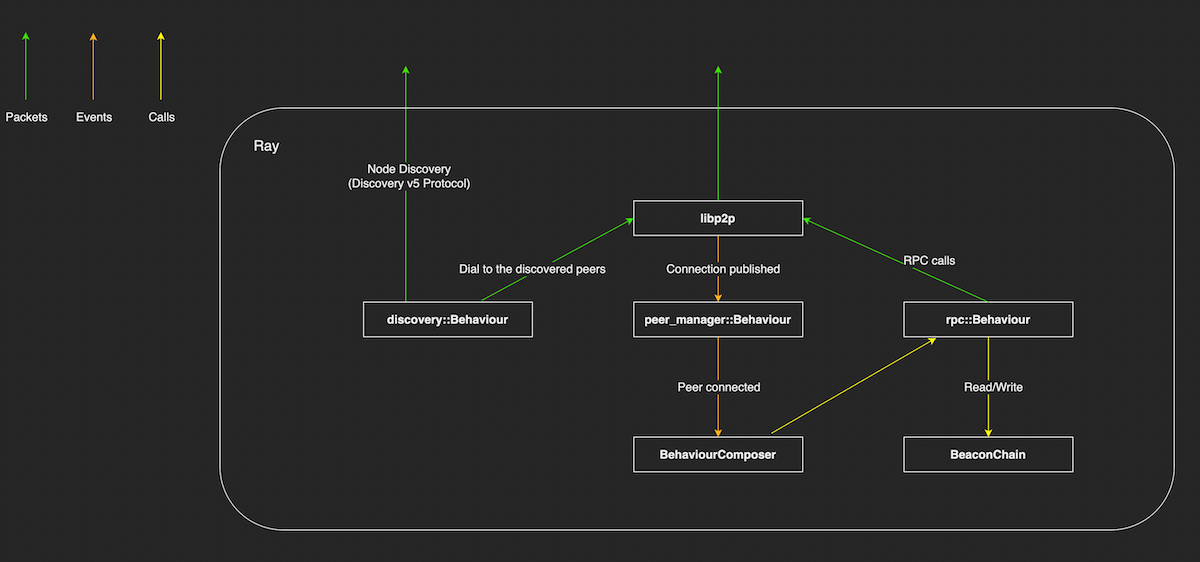 Packets
Events
Calls
Ray
Node Discovery
(Discovery v5 Protocol)
libp2p
Dial to the discovered peers
Connection published
RPC calls
discovery::Behaviour
peer_manager::Behaviour
rpc::Behaviour
Peer connected
Read/Write
BehaviourComposer
BeaconChain